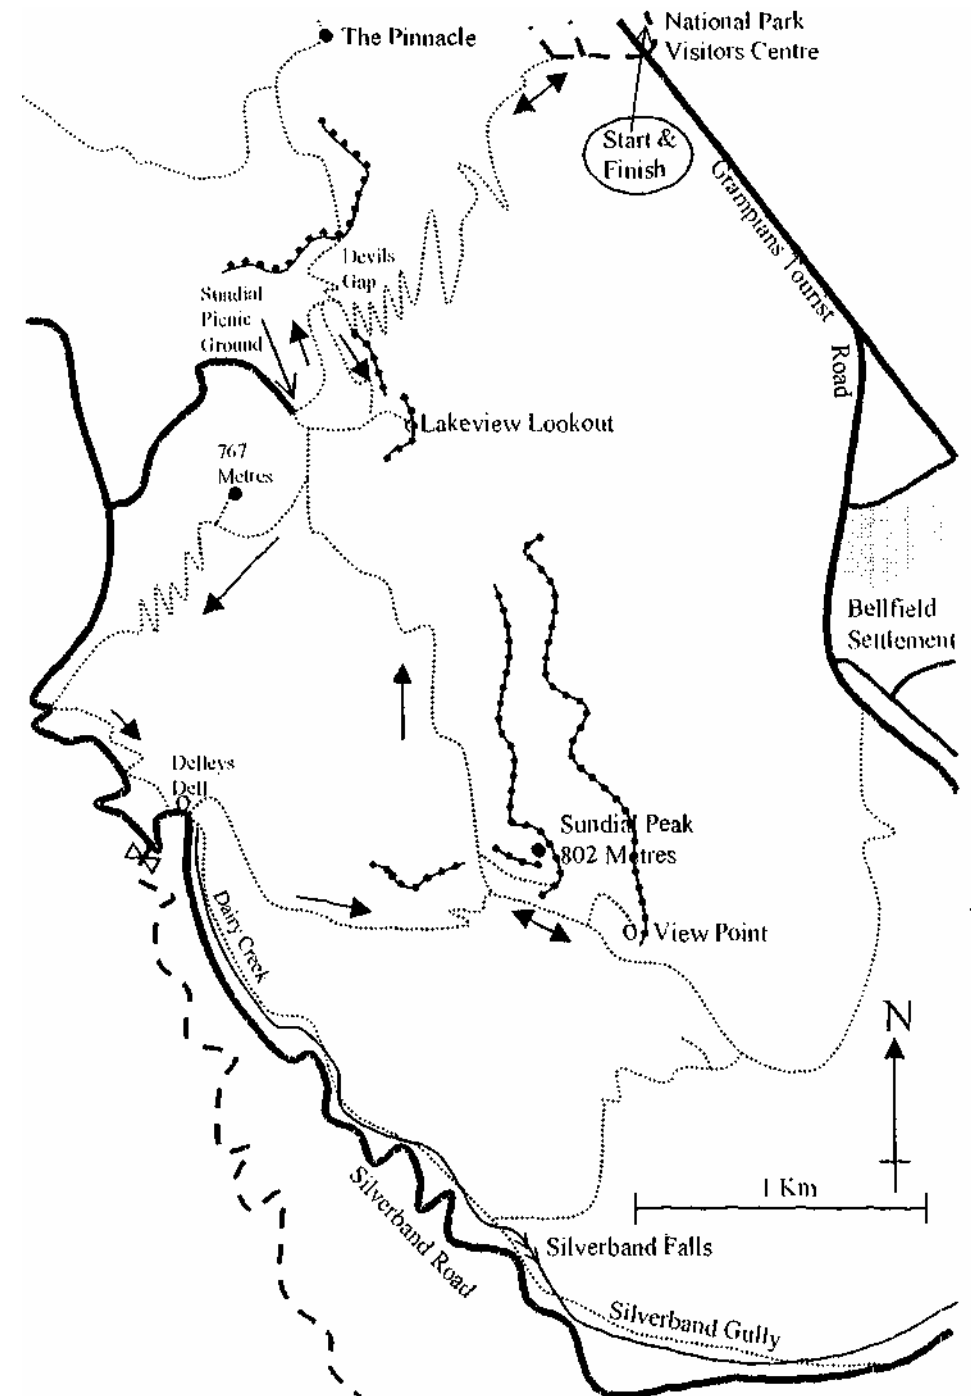 The Pinnacle
National Park
Visitors Centre
Start &
Finish
Grampians Tourist
Road
Devils
Gap
Sundial
Picnic
Ground
Lakeview Lookout
767
Metres
Bellfield
Settlement
Delleys
Dell
Sundial Peak
802 Metres
View Point
Dairy Creek
N
1 Km
Silverband Road
Silverband Falls
Silverband Gully